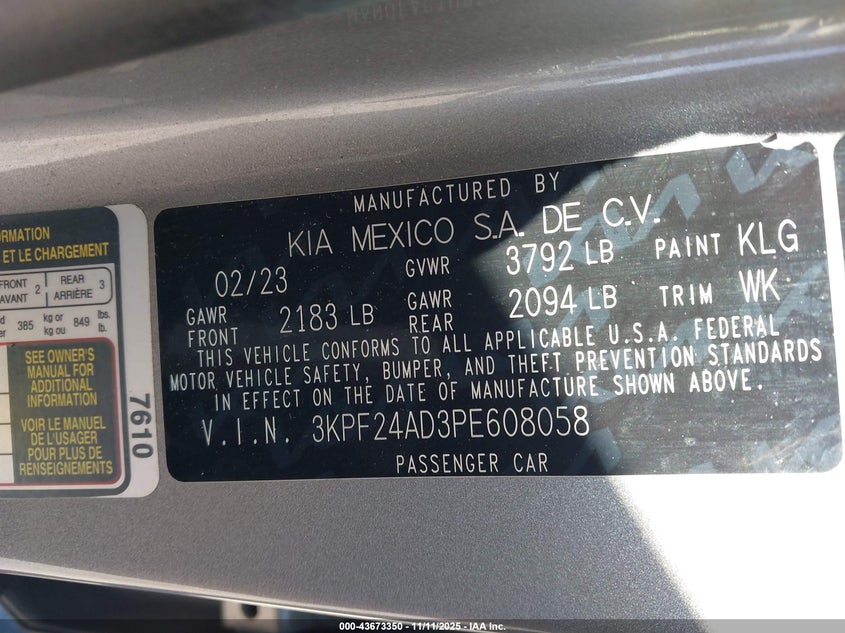 ORMATION
ET LE CHARGEMENT
FRONT
AVANT 2
REAR
ARRIÈRE 3
385 kg or
kg ou 849 lbs.
lb.
SEE OWNER'S
MANUAL FOR
ADDITIONAL
INFORMATION
VOIR LE MANUEL
DE L'USAGER
POUR PLUS DE
RENSEIGNEMENTS
7610
MANUFACTURED BY
KIA MEXICO S.A. DE C.V.
02/23 GVWR 3792 LB PAINT KLG
GAWR
FRONT 2183 LB GAWR
REAR 2094 LB TRIM WK
THIS VEHICLE CONFORMS TO ALL APPLICABLE U.S.A. FEDERAL
MOTOR VEHICLE SAFETY, BUMPER, AND THEFT PREVENTION STANDARDS
IN EFFECT ON THE DATE OF MANUFACTURE SHOWN ABOVE.
V.I.N. 3KPF24AD3PE608058
PASSENGER CAR
000-43673350 - 11/11/2025 - IAA Inc.